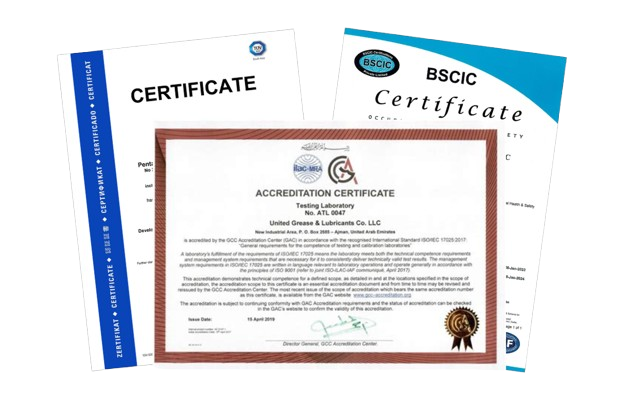 CERTIFICATE
ZERTIFIKAT ◆ CERTIFICATE ◆ 認証証書 ◆ СЕРТИФИКАТ ◆ CERTIFICADO ◆ CERTIFICAT
BSCIC
Certificate
ilac-MRA
ACCREDITATION CERTIFICATE
Testing Laboratory
No. ATL 0047
United Grease & Lubricants Co. LLC
New Industrial Area, P. O. Box 2685 – Ajman, United Arab Emirates
is accredited by the GCC Accreditation Center (GAC) in accordance with the recognised International Standard ISO/IEC 17025:2017
"General requirements for the competence of testing and calibration laboratories"
A laboratory's fulfilment of the requirements of ISO/IEC 17025 means the laboratory meets both the technical competence requirements
and management system requirements that are necessary for it to consistently deliver technically valid test results. The management
system requirements in ISO/IEC 17025 are written in language relevant to laboratory operations and operate generally in accordance with
the principles of ISO 9001 (refer to joint ISO-ILAC-IAF communiqué, April 2017)
This accreditation demonstrates technical competence for a defined scope, as detailed in and at the locations specified in the scope of
accreditation, the accreditation scope to this certificate is an essential accreditation document and from time to time may be revised and
reissued by the GCC Accreditation Center. The most recent issue of the scope of accreditation which bears the same accreditation number
as this certificate, is available from the GAC website: www.gcc-accreditation.org
The accreditation is subject to continuing conformity with GAC Accreditation Requirements and the status of accreditation can be checked
in the GAC's website to confirm the validity of this accreditation.
Issue Date: 15 April 2019
Director General, GCC Accreditation Center